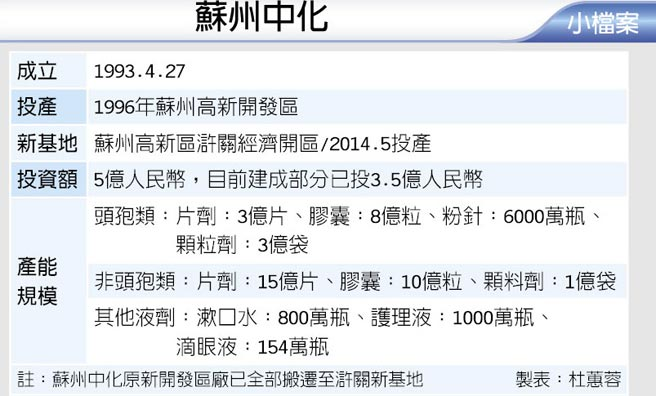 蘇州中化
小檔案
成立 1993.4.27
投產 1996年蘇州高新開發區
新基地 蘇州高新區滸關經濟開區/2014.5投產
投資額 5億人民幣，目前建成部分已投3.5億人民幣
產能規模
頭孢類：片劑：3億片、膠囊：8億粒、粉針：6000萬瓶、
顆粒劑：3億袋
非頭孢類：片劑：15億片、膠囊：10億粒、顆料劑：1億袋
其他液劑：漱口水：800萬瓶、護理液：1000萬瓶、
滴眼液：154萬瓶
註：蘇州中化原新開發區廠已全部搬遷至滸關新基地
製表：杜蕙蓉